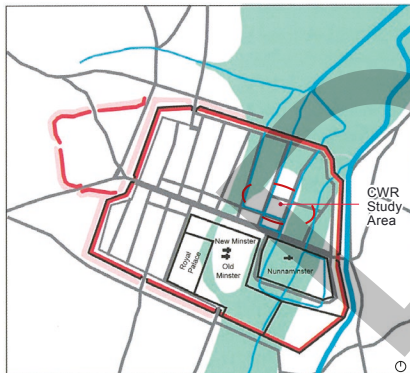 CWR
Study
Area
New Minster
Old
Minster
Royal
Palace
Nunnaminster